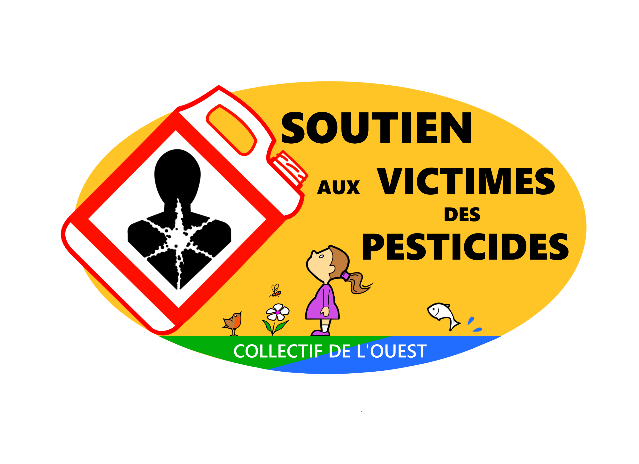 SOUTIEN
AUX VICTIMES
DES
PESTICIDES
COLLECTIF DE L'OUEST